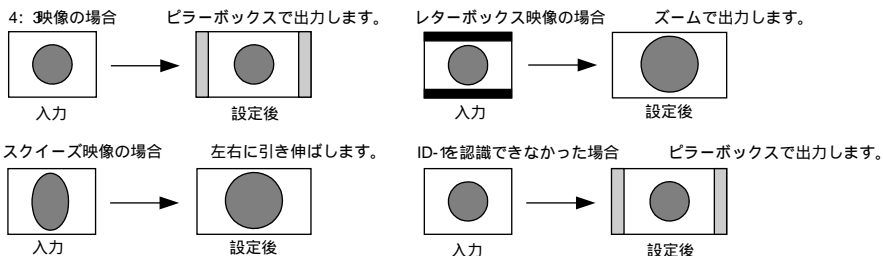 4：3映像の場合 ピラーボックスで出力します。
入力 設定後
レターボックス映像の場合 ズームで出力します。
入力 設定後
スクイーズ映像の場合 左右に引き伸ばします。
入力 設定後
ID-1を認識できなかった場合 ピラーボックスで出力します。
入力 設定後